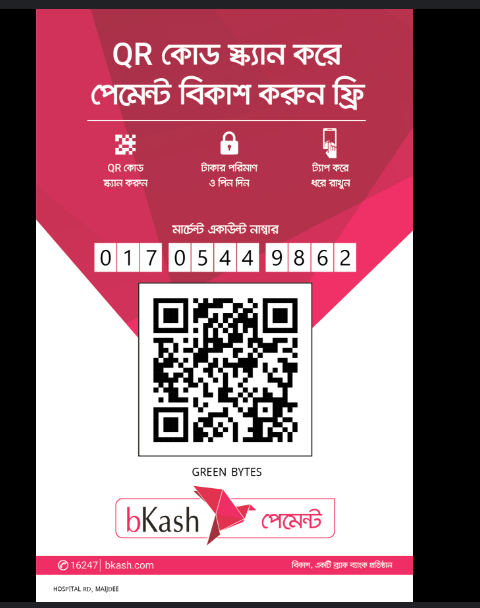 QR কোড স্ক্যান করে
পেমেন্ট বিকাশ করুন ফ্রি
QR কোড
স্ক্যান করুন
টাকার পরিমাণ
ও পিন দিন
ট্যাপ করে
ধরে রাখুন
মার্চেন্ট একাউন্ট নাম্বার
017 0544 9862
GREEN BYTES
bKash পেমেন্ট
16247 | bkash.com
বিকাশ, একটি ব্র্যাক ব্যাংক প্রতিষ্ঠান
HOSPITAL RD, MAIJDEE